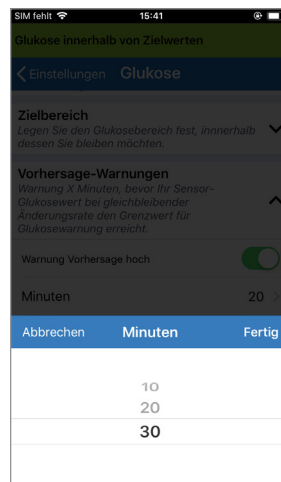 SIM fehlt 15:41
Glukose innerhalb von Zielwerten
Einstellungen Glukose
Zielbereich
Legen Sie den Glukosebereich fest, innnerhalb
dessen Sie bleiben möchten.
Vorhersage-Warnungen
Warnung X Minuten, bevor Ihr Sensor-
Glukosewert bei gleichbleibender
Änderungsrate den Grenzwert für
Glukosewarnung erreicht.
Warnung Vorhersage hoch
Minuten 20
Abbrechen Minuten Fertig
10
20
30